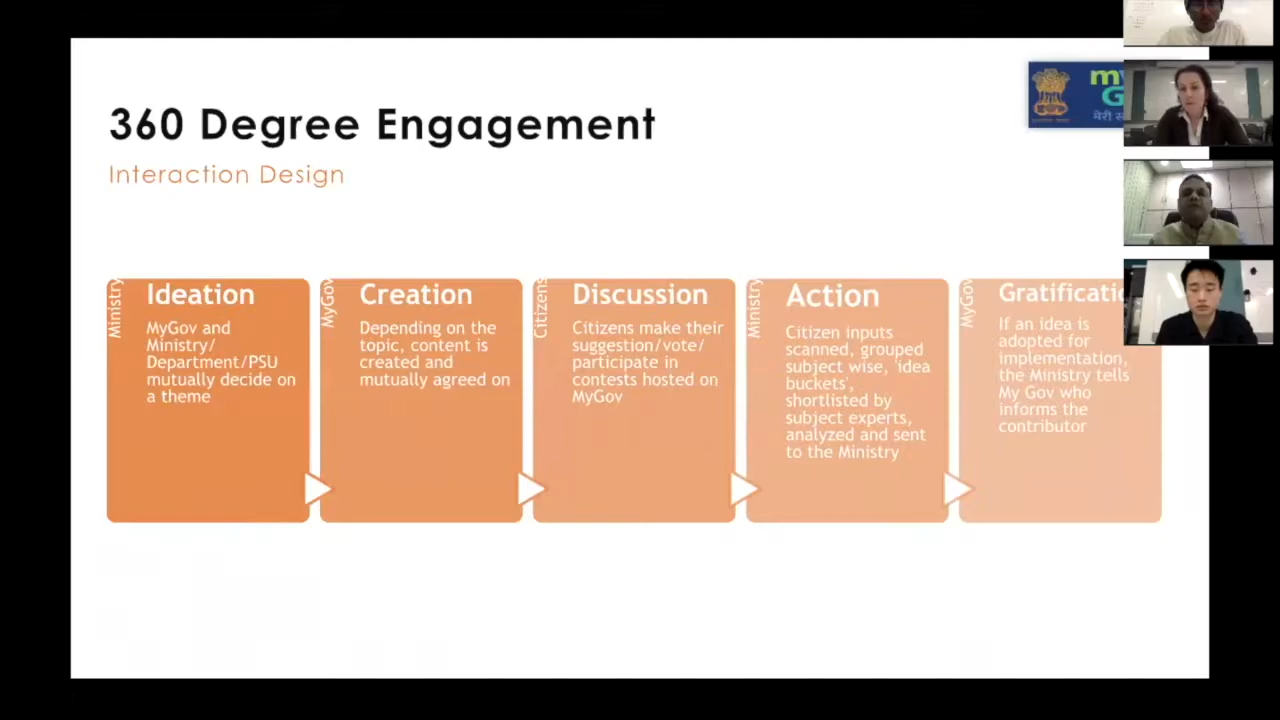 360 Degree Engagement
Interaction Design
Ministry
Ideation
MyGov and
Ministry/
Department/PSU
mutually decide on
a theme
MyGov
Creation
Depending on the
topic, content is
created and
mutually agreed on
Citizens
Discussion
Citizens make their
suggestion/vote/
participate in
contests hosted on
MyGov
Ministry
Action
Citizen inputs
scanned, grouped
subject wise, 'idea
buckets',
shortlisted by
subject experts,
analyzed and sent
to the Ministry
MyGov
Gratificatio
If an idea is
adopted for
implementation,
the Ministry tells
My Gov who
informs the
contributor
my
G
मेरी स